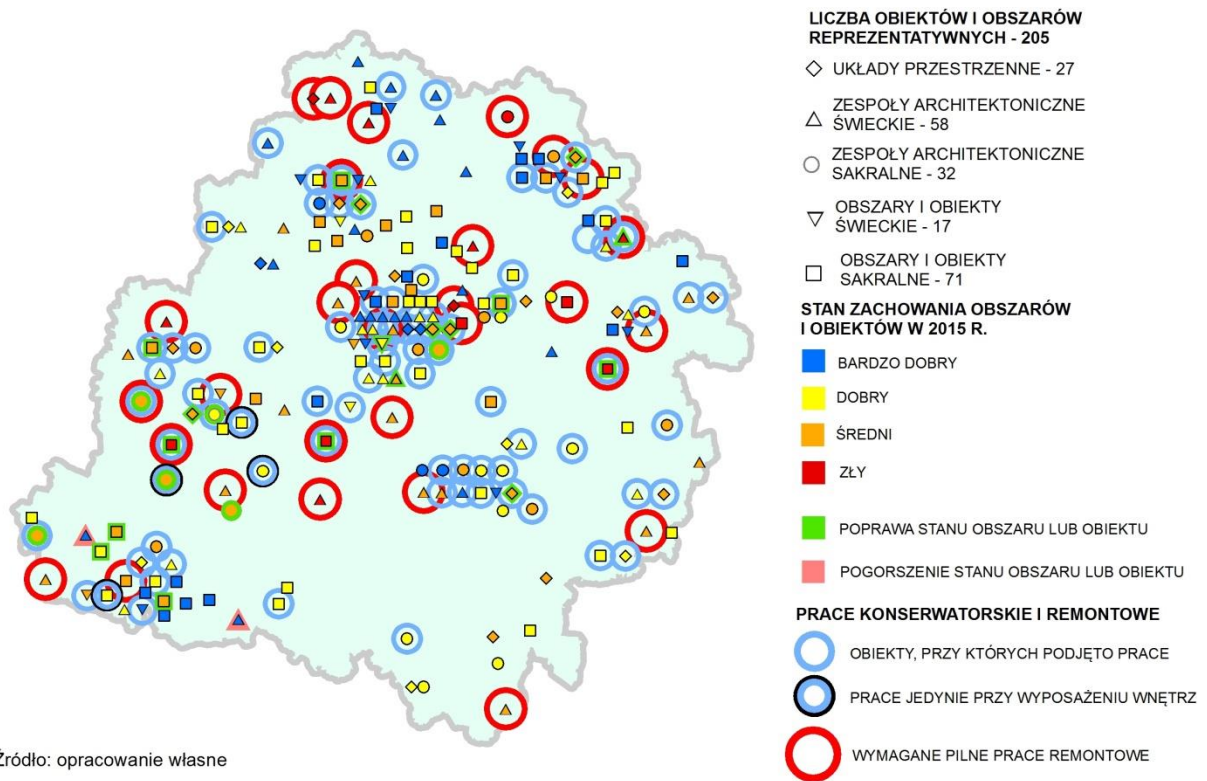 LICZBA OBIEKTÓW I OBSZARÓW
REPREZENTATYWNYCH - 205
UKŁADY PRZESTRZENNE - 27
ZESPOŁY ARCHITEKTONICZNE
ŚWIECKIE - 58
ZESPOŁY ARCHITEKTONICZNE
SAKRALNE - 32
OBSZARY I OBIEKTY
ŚWIECKIE - 17
OBSZARY I OBIEKTY
SAKRALNE - 71
STAN ZACHOWANIA OBSZARÓW
I OBIEKTÓW W 2015 R.
BARDZO DOBRY
DOBRY
ŚREDNI
ZŁY
POPRAWA STANU OBSZARU LUB OBIEKTU
POGORSZENIE STANU OBSZARU LUB OBIEKTU
PRACE KONSERWATORSKIE I REMONTOWE
OBIEKTY, PRZY KTÓRYCH PODJĘTO PRACE
PRACE JEDYNIE PRZY WYPOSAŻENIU WNĘTRZ
WYMAGANE PILNE PRACE REMONTOWE
Źródło: opracowanie własne